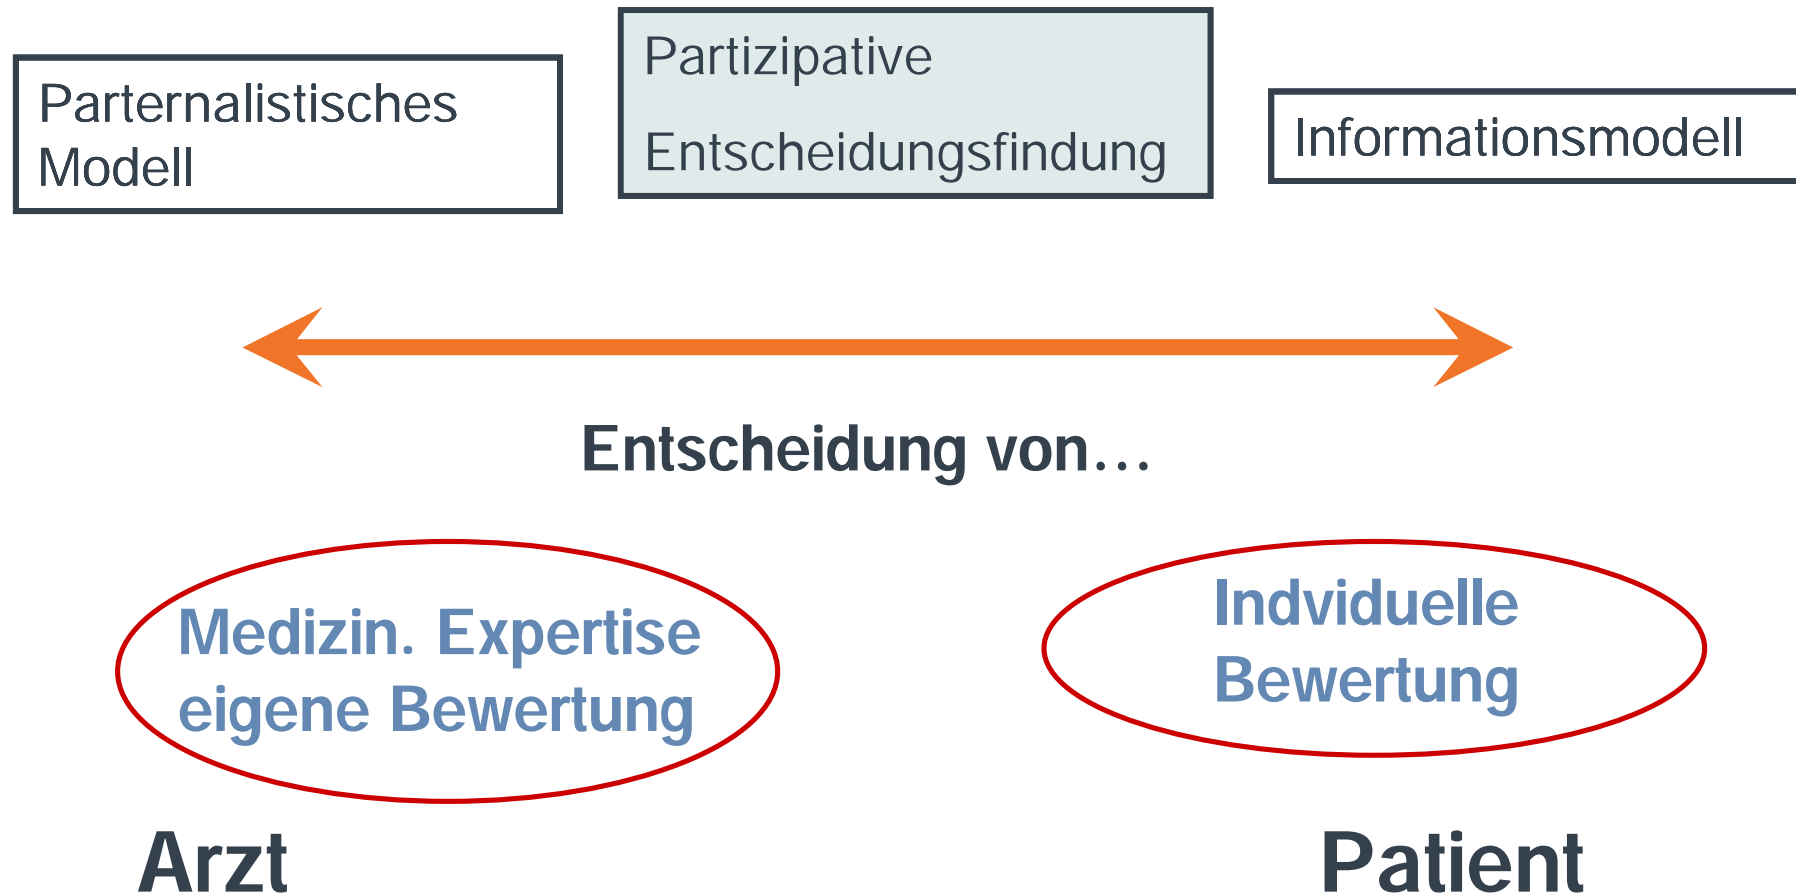 Parternalistisches
Modell
Partizipative
Entscheidungsfindung
Informationsmodell
Entscheidung von...
Medizin. Expertise
eigene Bewertung
Indviduelle
Bewertung
Arzt
Patient